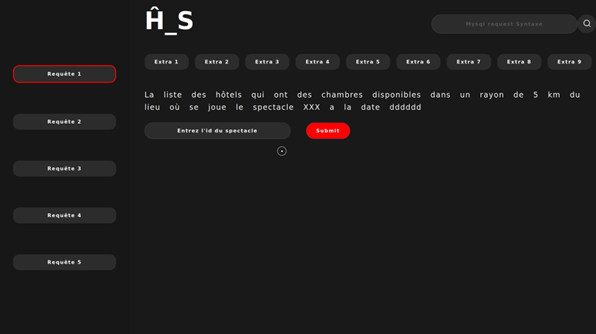 Ĥ_S
Mysql request Syntaxe
Extra 1 Extra 2 Extra 3 Extra 4 Extra 5 Extra 6 Extra 7 Extra 8 Extra 9
Requête 1
Requête 2
Requête 3
Requête 4
Requête 5
La liste des hôtels qui ont des chambres disponibles dans un rayon de 5 km du
lieu où se joue le spectacle XXX a la date dddddd
Entrez l'id du spectacle Submit